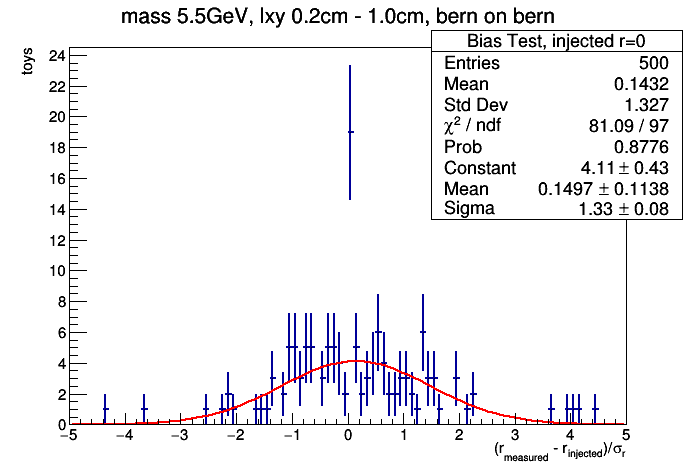 mass 5.5GeV, lxy 0.2cm - 1.0cm, bern on bern
Bias Test, injected r=0
Entries 500
Mean 0.1432
Std Dev 1.327
χ² / ndf 81.09 / 97
Prob 0.8776
Constant 4.11 ± 0.43
Mean 0.1497 ± 0.1138
Sigma 1.33 ± 0.08
toys
24
22
20
18
16
14
12
10
8
6
4
2
0
−5 −4 −3 −2 −1 0 1 2 3 4 5
(r_measured - r_injected)/σ_r